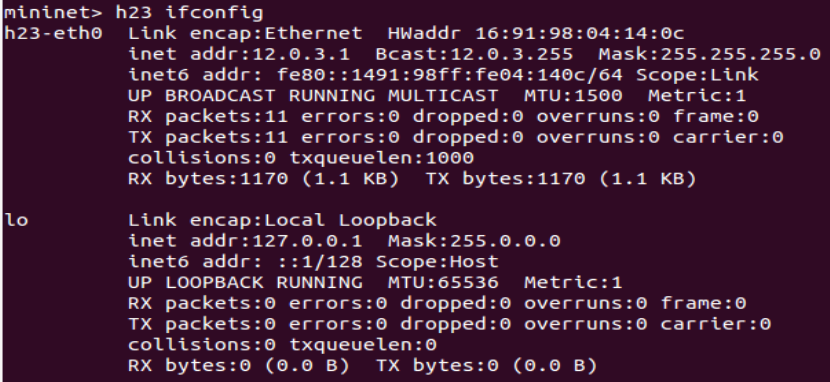 mininet> h23 ifconfig
h23-eth0  Link encap:Ethernet  HWaddr 16:91:98:04:14:0c
          inet addr:12.0.3.1  Bcast:12.0.3.255  Mask:255.255.255.0
          inet6 addr: fe80::1491:98ff:fe04:140c/64 Scope:Link
          UP BROADCAST RUNNING MULTICAST  MTU:1500  Metric:1
          RX packets:11 errors:0 dropped:0 overruns:0 frame:0
          TX packets:11 errors:0 dropped:0 overruns:0 carrier:0
          collisions:0 txqueuelen:1000
          RX bytes:1170 (1.1 KB)  TX bytes:1170 (1.1 KB)

lo        Link encap:Local Loopback
          inet addr:127.0.0.1  Mask:255.0.0.0
          inet6 addr: ::1/128 Scope:Host
          UP LOOPBACK RUNNING  MTU:65536  Metric:1
          RX packets:0 errors:0 dropped:0 overruns:0 frame:0
          TX packets:0 errors:0 dropped:0 overruns:0 carrier:0
          collisions:0 txqueuelen:0
          RX bytes:0 (0.0 B)  TX bytes:0 (0.0 B)